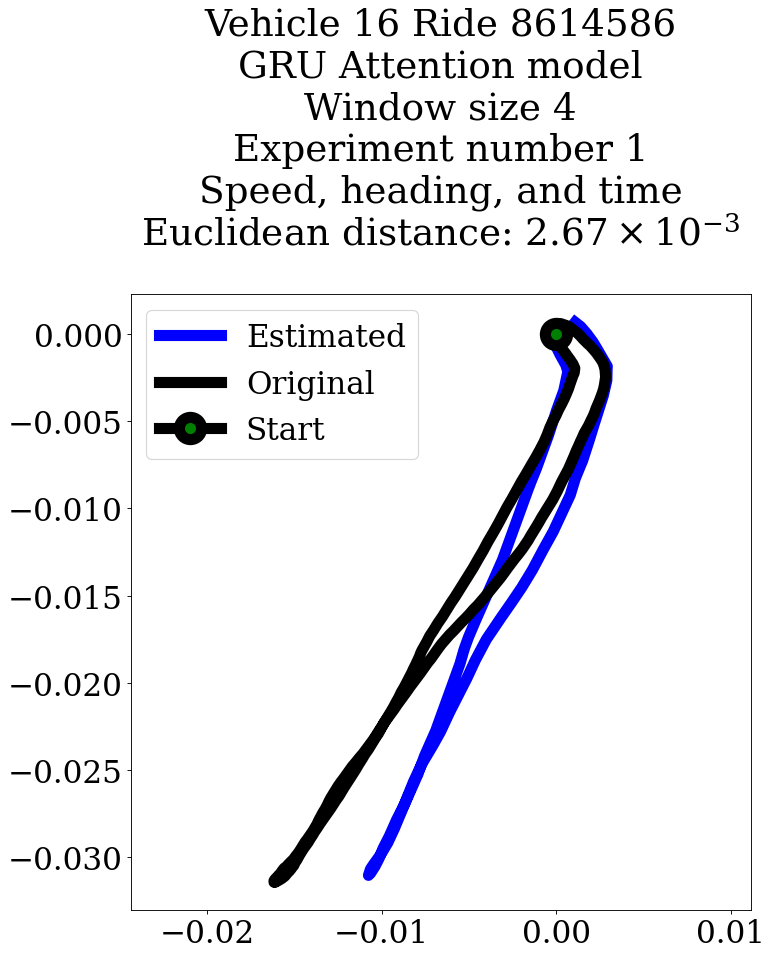 Vehicle 16 Ride 8614586
GRU Attention model
Window size 4
Experiment number 1
Speed, heading, and time
Euclidean distance: 2.67 × 10⁻³
Estimated
Original
Start
0.000
−0.005
−0.010
−0.015
−0.020
−0.025
−0.030
−0.02
−0.01
0.00
0.01